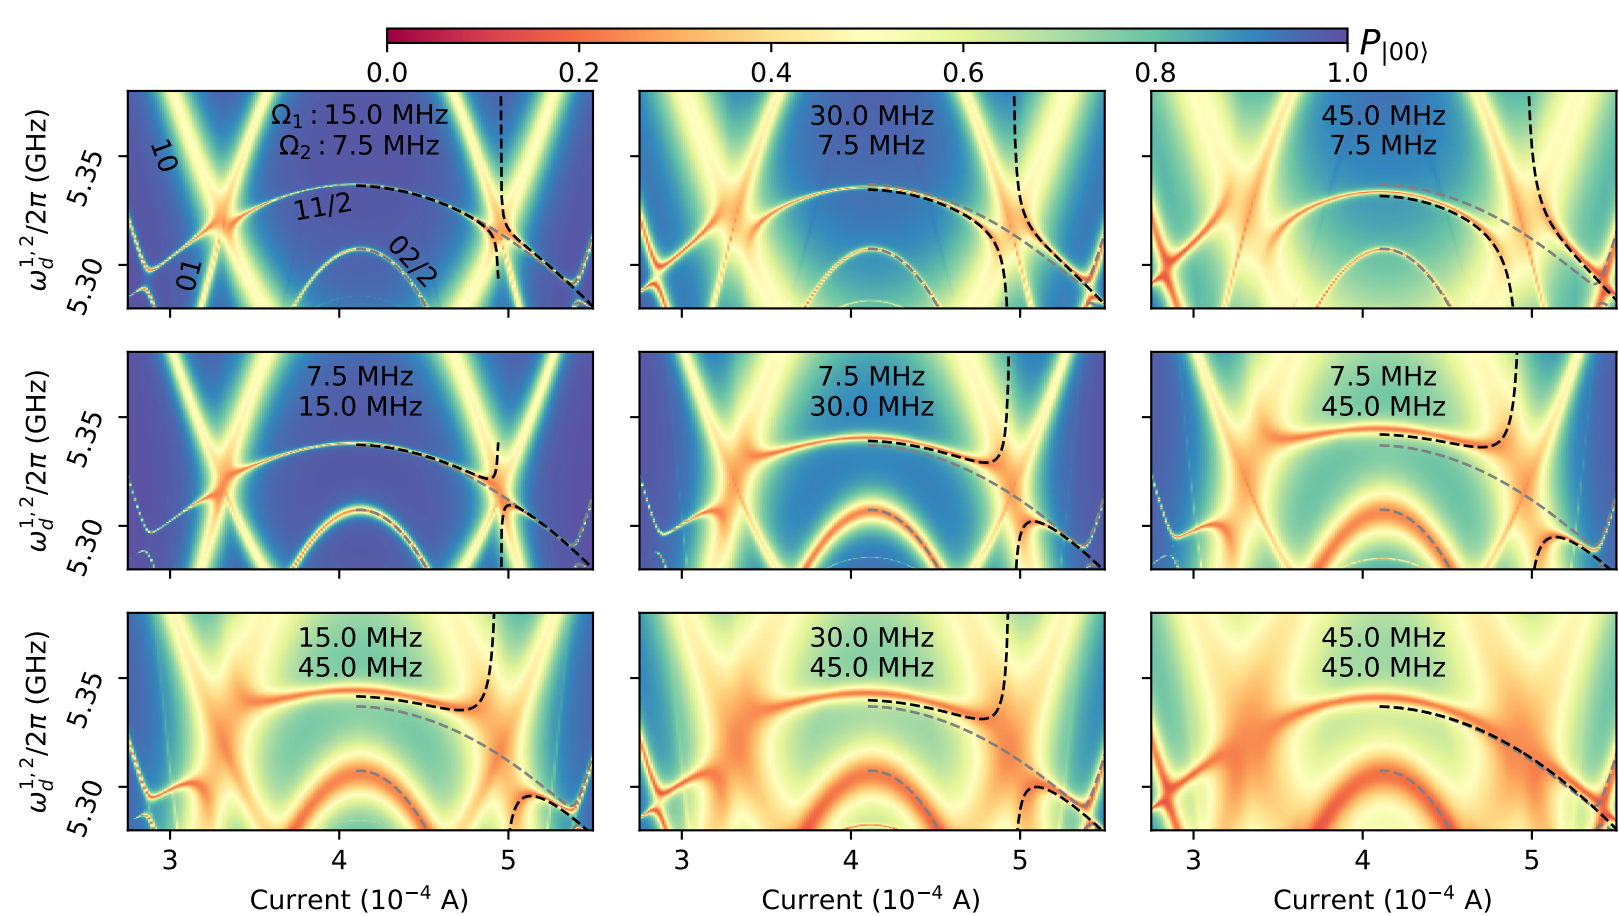 0.0 0.2 0.4 0.6 0.8 1.0
P|00⟩
ω_d^{1,2}/2π (GHz)
5.35
5.30
10
01
11/2
02/2
Ω₁ : 15.0 MHz
Ω₂ : 7.5 MHz
30.0 MHz
7.5 MHz
45.0 MHz
7.5 MHz
ω_d^{1,2}/2π (GHz)
5.35
5.30
7.5 MHz
15.0 MHz
7.5 MHz
30.0 MHz
7.5 MHz
45.0 MHz
ω_d^{1,2}/2π (GHz)
5.35
5.30
15.0 MHz
45.0 MHz
30.0 MHz
45.0 MHz
45.0 MHz
45.0 MHz
3 4 5
3 4 5
3 4 5
Current (10⁻⁴ A)
Current (10⁻⁴ A)
Current (10⁻⁴ A)